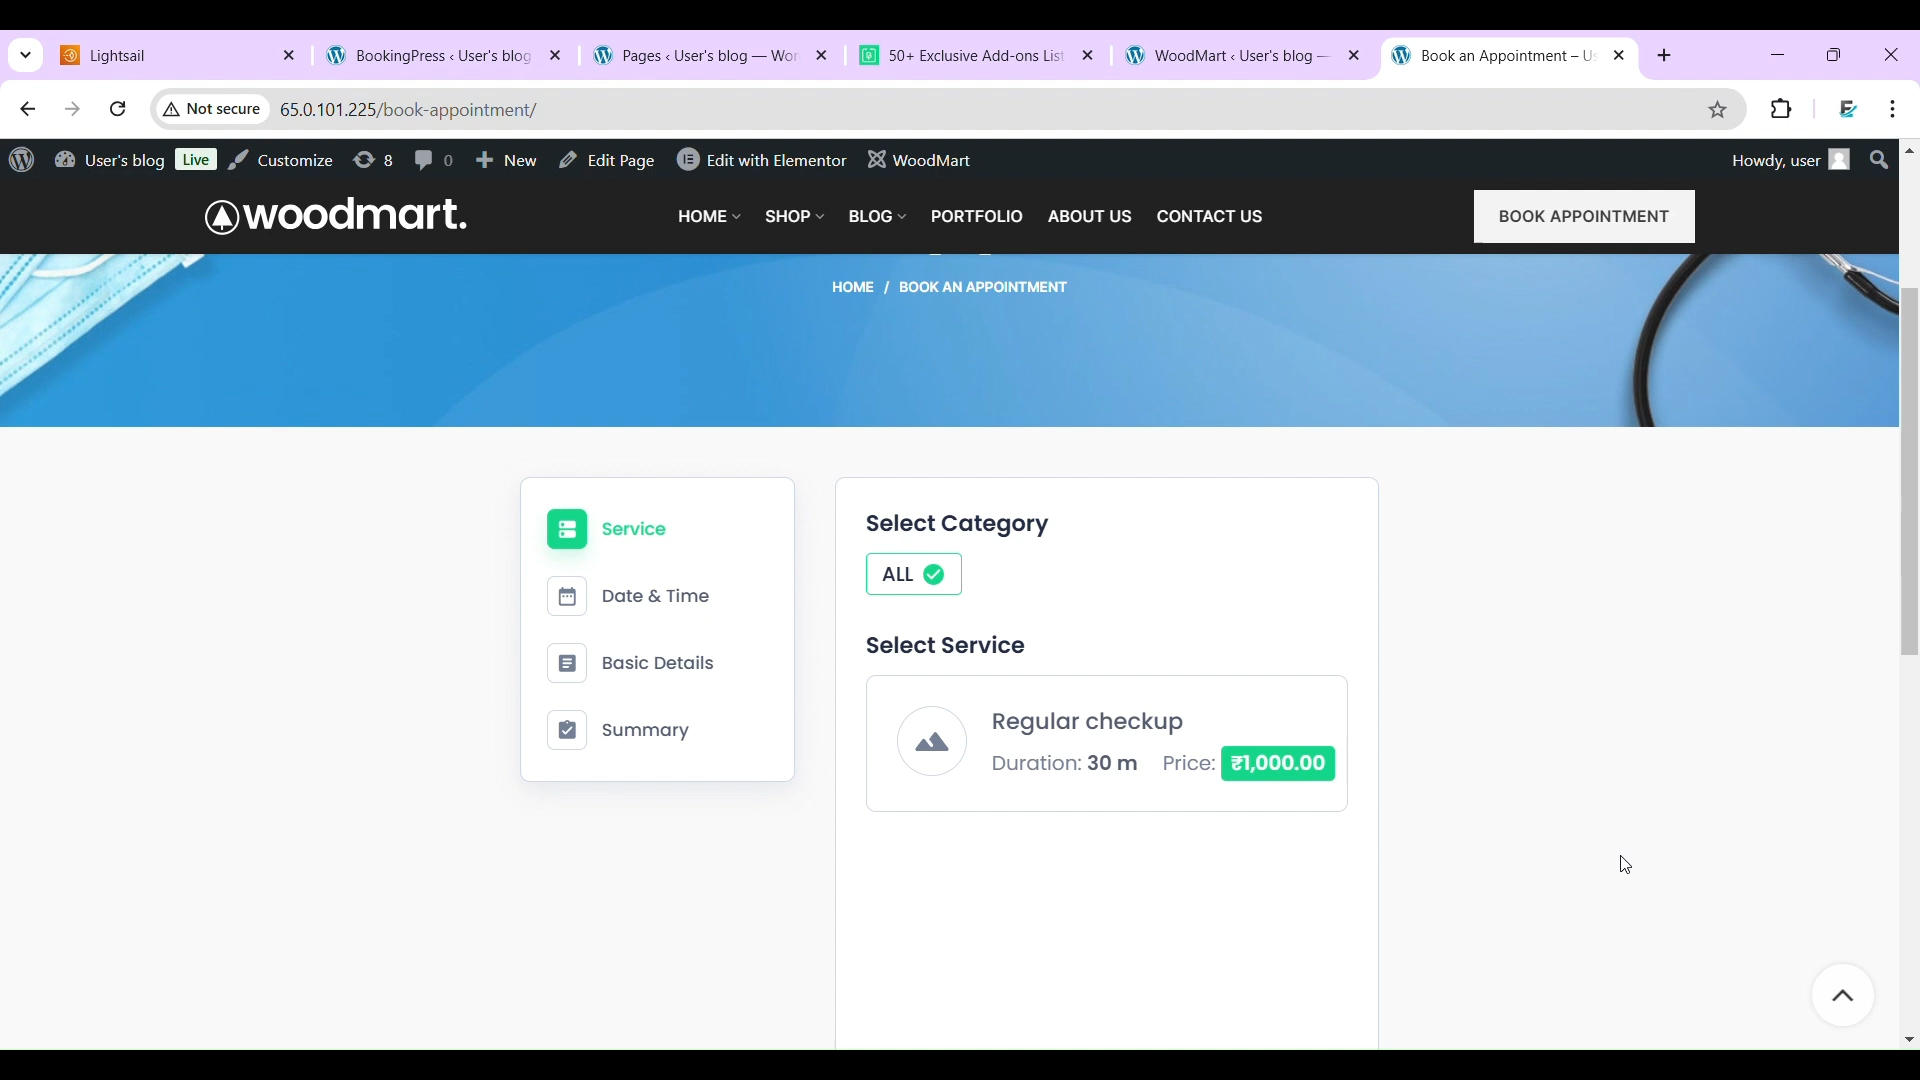 Lightsail
BookingPress ‹ User's blog
Pages ‹ User's blog — Wor
50+ Exclusive Add-ons List
WoodMart ‹ User's blog —
Book an Appointment – Us
Not secure
65.0.101.225/book-appointment/
User's blog
Live
Customize
8
0
New
Edit Page
Edit with Elementor
WoodMart
Howdy, user
woodmart.
HOME
SHOP
BLOG
PORTFOLIO
ABOUT US
CONTACT US
BOOK APPOINTMENT
HOME / BOOK AN APPOINTMENT
Service
Date & Time
Basic Details
Summary
Select Category
ALL
Select Service
Regular checkup
Duration: 30 m Price: ₹1,000.00